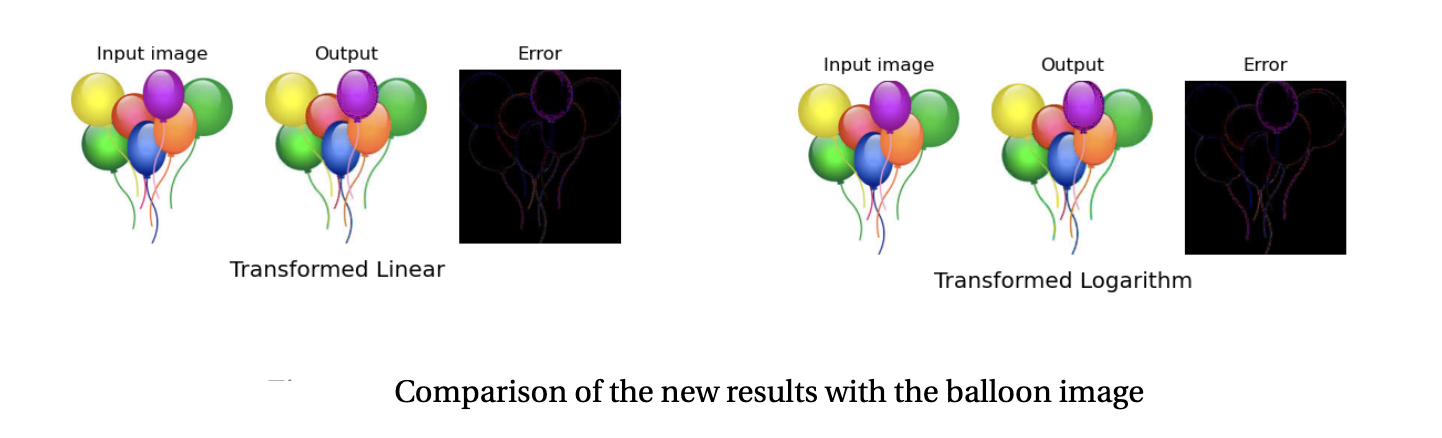 Input image Output Error
Transformed Linear
Input image Output Error
Transformed Logarithm
Comparison of the new results with the balloon image